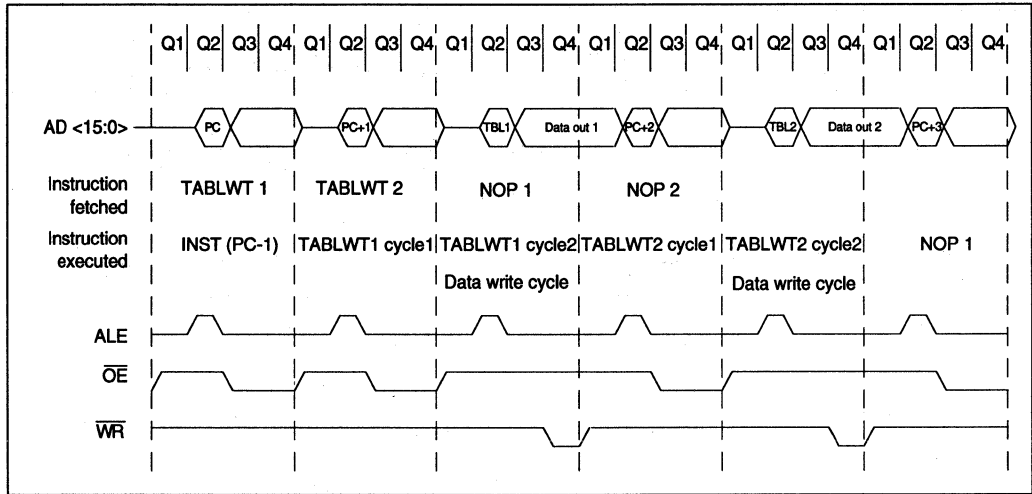 Q1 Q2 Q3 Q4 Q1 Q2 Q3 Q4 Q1 Q2 Q3 Q4 Q1 Q2 Q3 Q4 Q1 Q2 Q3 Q4 Q1 Q2 Q3 Q4
AD <15:0> PC PC+1 TBL1 Data out 1 PC+2 TBL2 Data out 2 PC+3
Instruction fetched TABLWT 1 TABLWT 2 NOP 1 NOP 2
Instruction executed INST (PC-1) TABLWT1 cycle1 TABLWT1 cycle2 TABLWT2 cycle1 TABLWT2 cycle2 NOP 1
Data write cycle Data write cycle
ALE
OE
WR